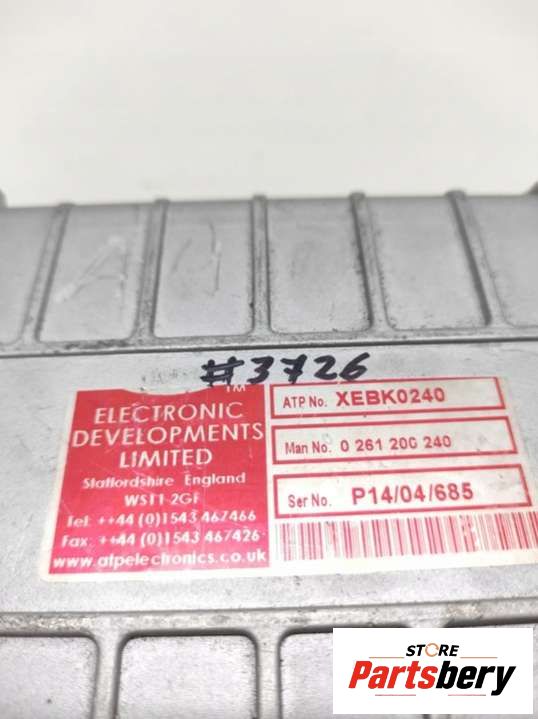 #3726
TM
ELECTRONIC
DEVELOPMENTS
LIMITED
Staffordshire England
WS11 2GF
Tel: ++44 (0)1543 467466
Fax: ++44 (0)1543 467426
www.atpelectronics.co.uk
ATP No. XEBK0240
Man No. 0 261 200 240
Ser No. P14/04/685
STORE
Partsbery